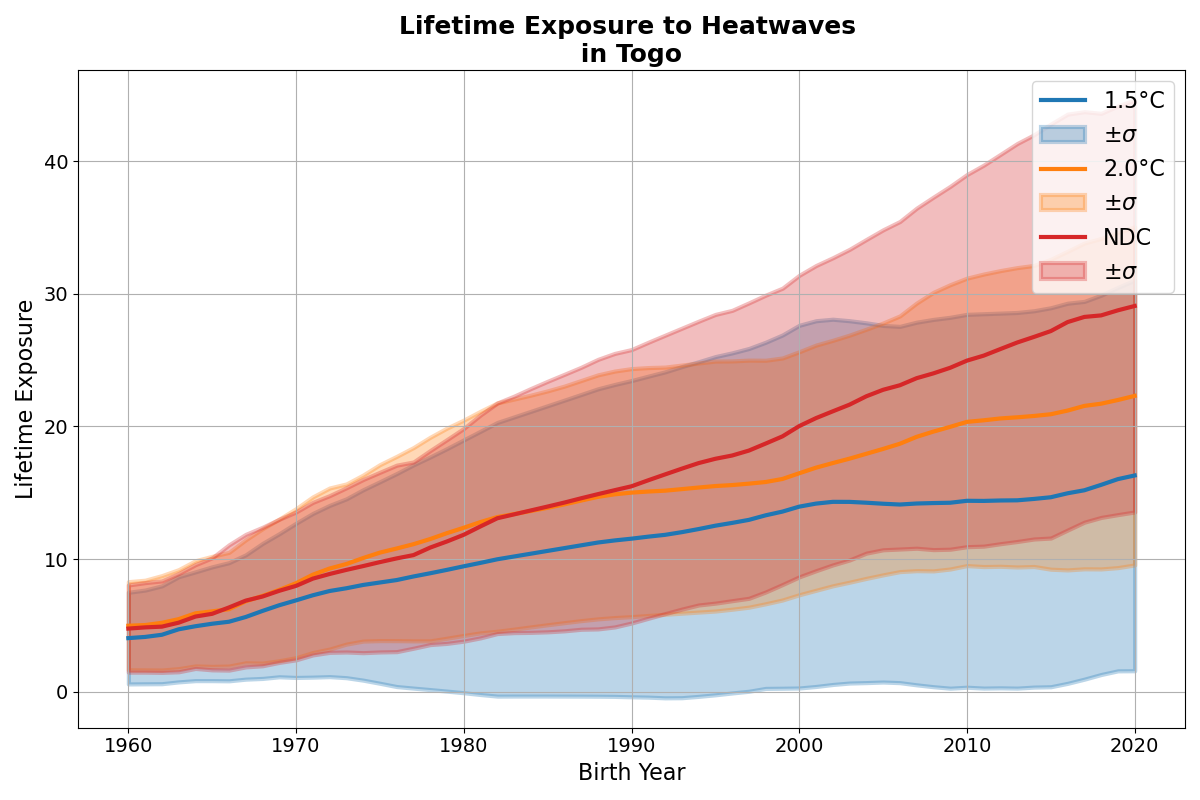 Lifetime Exposure to Heatwaves
in Togo
1.5°C
±σ
2.0°C
±σ
NDC
±σ
Lifetime Exposure
40
30
20
10
0
1960
1970
1980
1990
2000
2010
2020
Birth Year